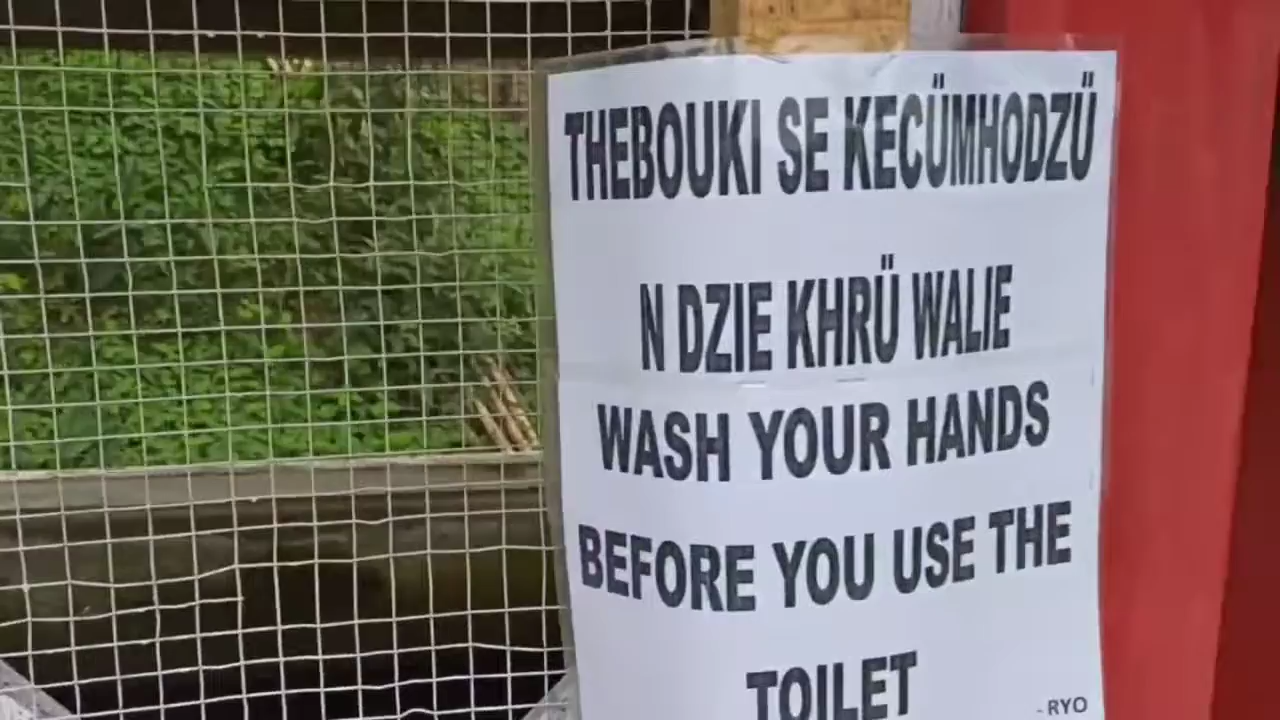 THEBOUKI SE KECÜMHODZÜ
N DZIE KHRÜ WALIE
WASH YOUR HANDS
BEFORE YOU USE THE
TOILET
- RYO